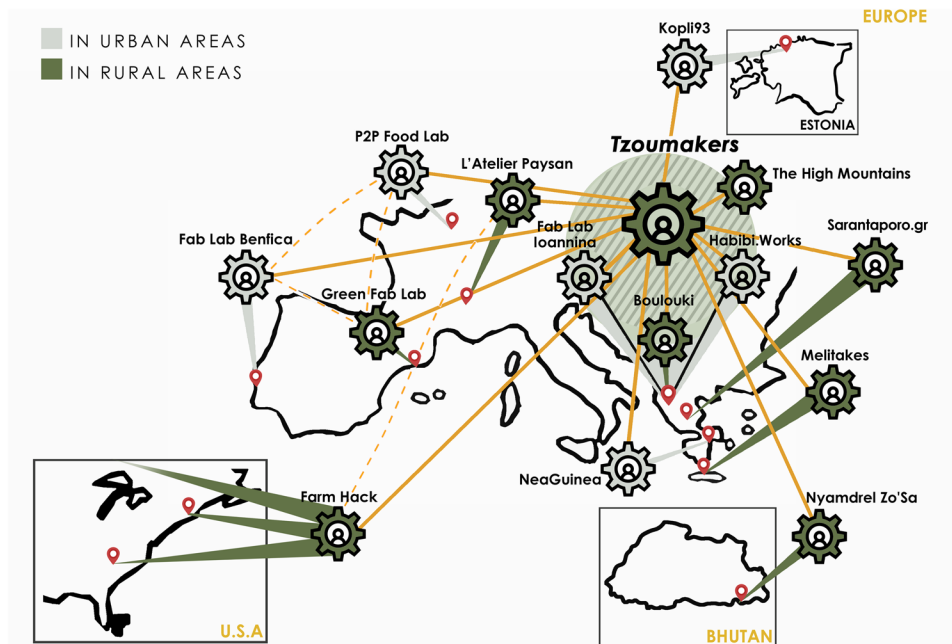 EUROPE
IN URBAN AREAS
IN RURAL AREAS
Kopli93
ESTONIA
P2P Food Lab
L'Atelier Paysan
Tzoumakers
The High Mountains
Sarantaporo.gr
Fab Lab Benfica
Fab Lab
Ioannina
Habibi.Works
Green Fab Lab
Boulouki
Melitakes
NeaGuinea
Farm Hack
Nyamdrel Zo'Sa
U.S.A
BHUTAN